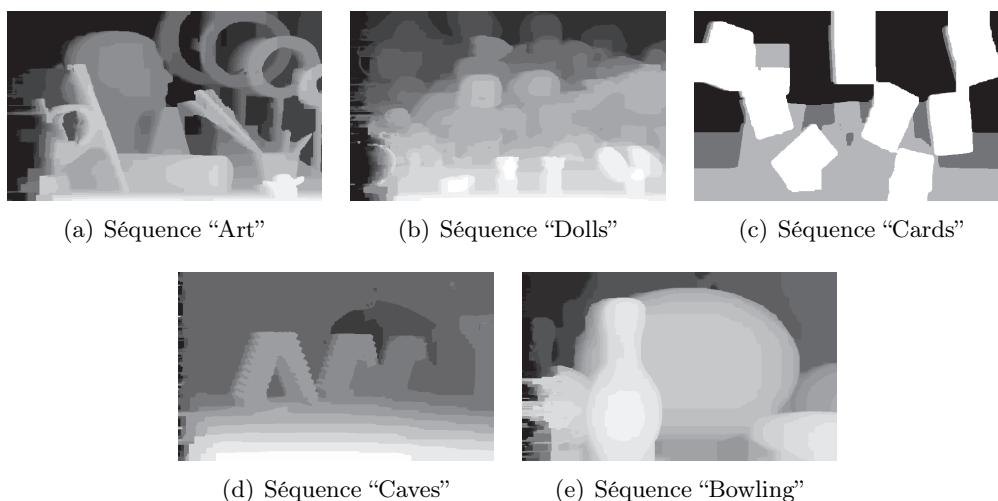 (a) Séquence “Art”
(b) Séquence “Dolls”
(c) Séquence “Cards”
(d) Séquence “Caves”
(e) Séquence “Bowling”